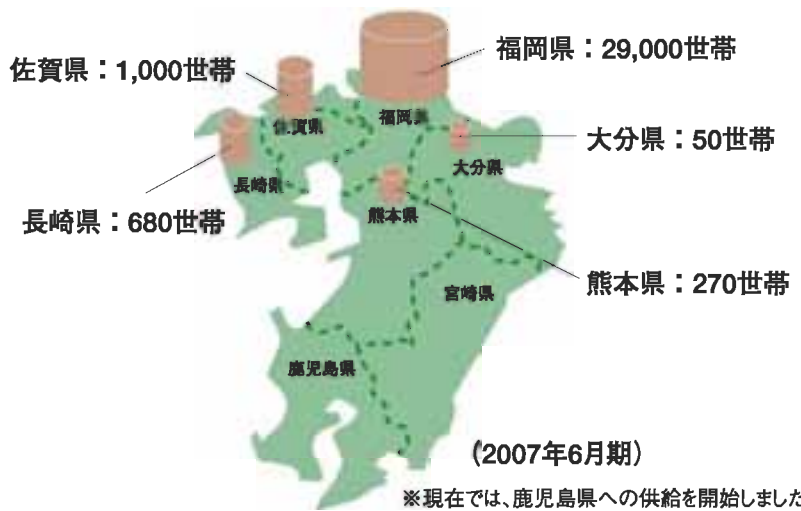 福岡県：29,000世帯
佐賀県：1,000世帯
福岡県
佐賀県
大分県：50世帯
大分県
長崎県
熊本県
長崎県：680世帯
熊本県：270世帯
宮崎県
鹿児島県
（2007年6月期）
※現在では、鹿児島県への供給を開始しました